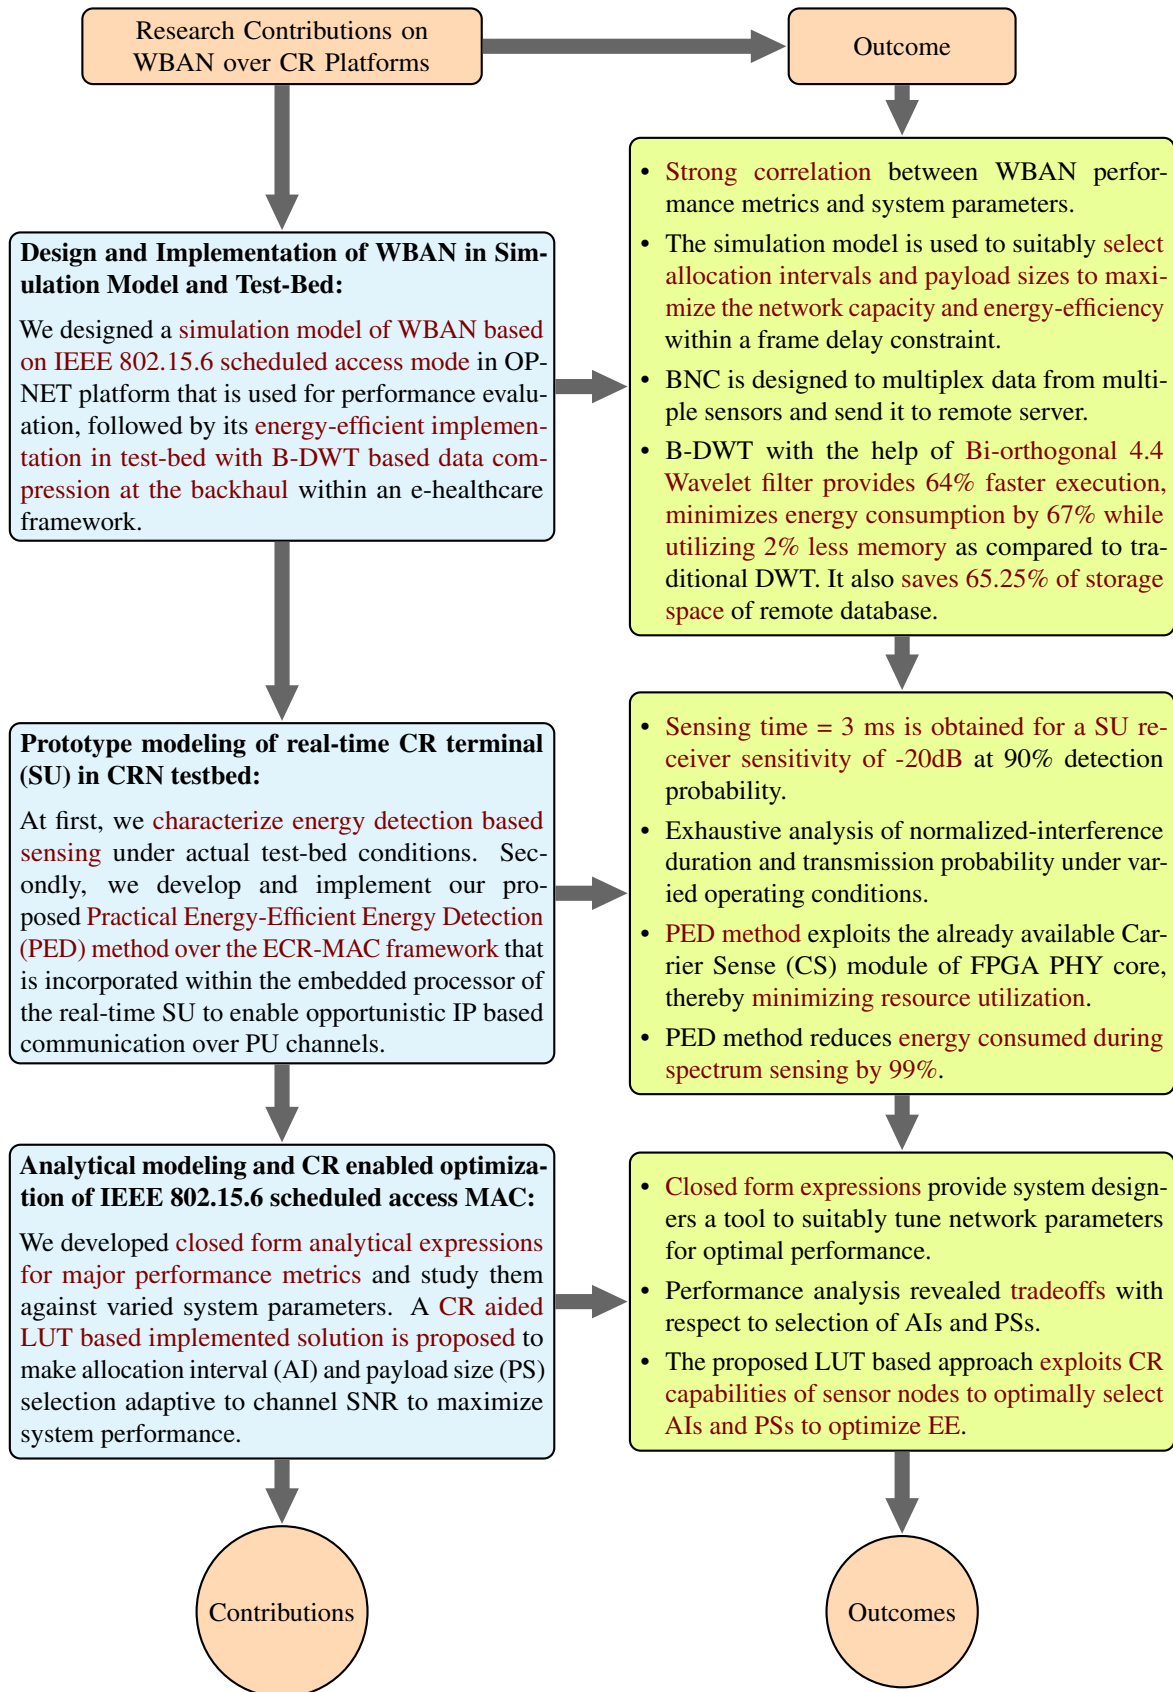 Research Contributions on
WBAN over CR Platforms
Outcome
Design and Implementation of WBAN in Sim-
ulation Model and Test-Bed:
We designed a simulation model of WBAN based
on IEEE 802.15.6 scheduled access mode in OP-
NET platform that is used for performance evalu-
ation, followed by its energy-efficient implemen-
tation in test-bed with B-DWT based data com-
pression at the backhaul within an e-healthcare
framework.
• Strong correlation between WBAN perfor-
mance metrics and system parameters.
• The simulation model is used to suitably select
allocation intervals and payload sizes to maxi-
mize the network capacity and energy-efficiency
within a frame delay constraint.
• BNC is designed to multiplex data from multi-
ple sensors and send it to remote server.
• B-DWT with the help of Bi-orthogonal 4.4
Wavelet filter provides 64% faster execution,
minimizes energy consumption by 67% while
utilizing 2% less memory as compared to tra-
ditional DWT. It also saves 65.25% of storage
space of remote database.
Prototype modeling of real-time CR terminal
(SU) in CRN testbed:
At first, we characterize energy detection based
sensing under actual test-bed conditions. Sec-
ondly, we develop and implement our pro-
posed Practical Energy-Efficient Energy Detection
(PED) method over the ECR-MAC framework that
is incorporated within the embedded processor of
the real-time SU to enable opportunistic IP based
communication over PU channels.
• Sensing time = 3 ms is obtained for a SU re-
ceiver sensitivity of -20dB at 90% detection
probability.
• Exhaustive analysis of normalized-interference
duration and transmission probability under var-
ied operating conditions.
• PED method exploits the already available Car-
rier Sense (CS) module of FPGA PHY core,
thereby minimizing resource utilization.
• PED method reduces energy consumed during
spectrum sensing by 99%.
Analytical modeling and CR enabled optimiza-
tion of IEEE 802.15.6 scheduled access MAC:
We developed closed form analytical expressions
for major performance metrics and study them
against varied system parameters. A CR aided
LUT based implemented solution is proposed to
make allocation interval (AI) and payload size (PS)
selection adaptive to channel SNR to maximize
system performance.
• Closed form expressions provide system design-
ers a tool to suitably tune network parameters
for optimal performance.
• Performance analysis revealed tradeoffs with
respect to selection of AIs and PSs.
• The proposed LUT based approach exploits CR
capabilities of sensor nodes to optimally select
AIs and PSs to optimize EE.
Contributions
Outcomes